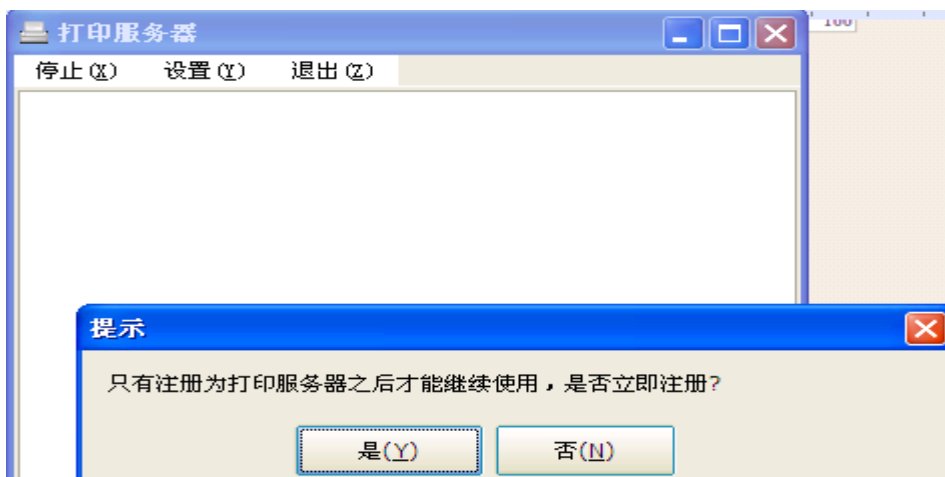 打印服务器
100
停止(X) 设置(Y) 退出(Z)
提示
只有注册为打印服务器之后才能继续使用，是否立即注册?
是(Y) 否(N)